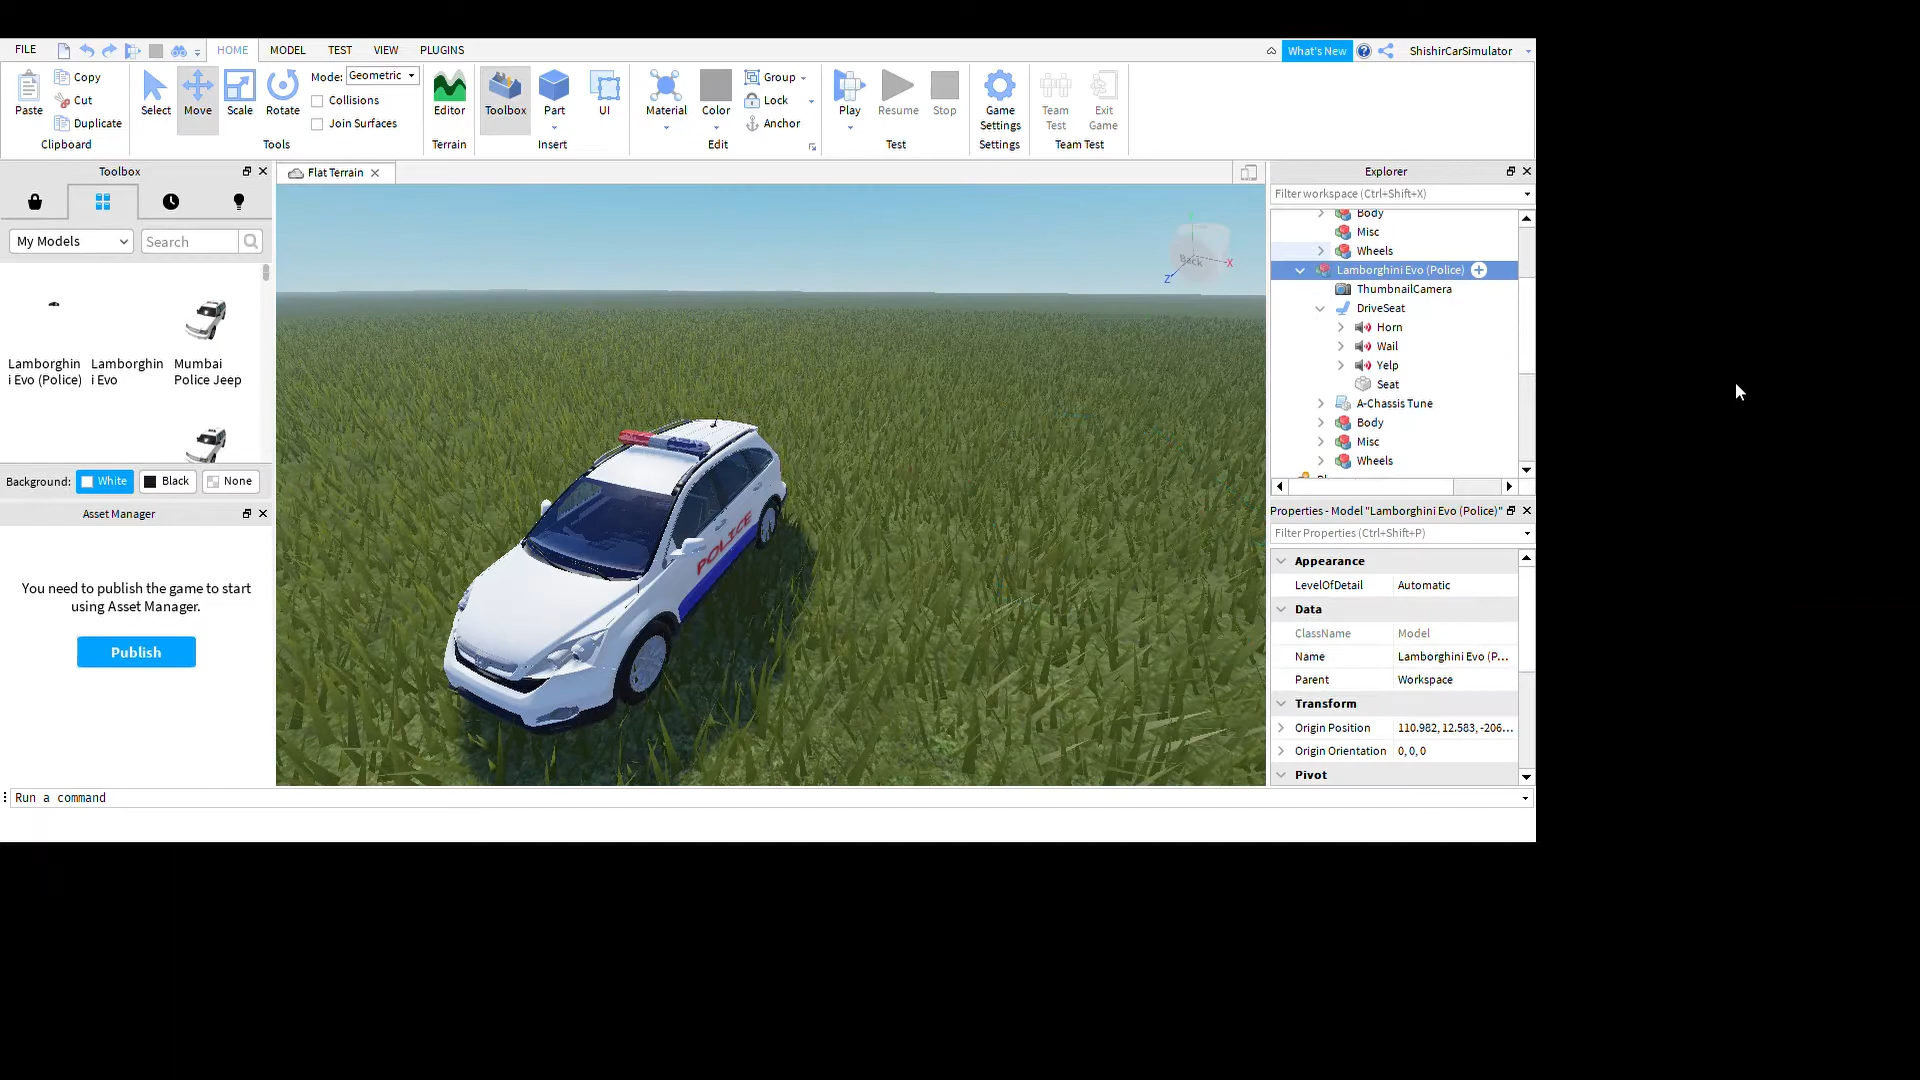 FILE HOME MODEL TEST VIEW PLUGINS What's New ShishirCarSimulator
Paste Copy Cut Duplicate
Select Move Scale Rotate
Mode: Geometric
Collisions
Join Surfaces
Editor Toolbox Part UI Material Color
Group
Lock
Anchor
Play Resume Stop
Game
Settings
Team
Test
Exit
Game
Clipboard Tools Terrain Insert Edit Test Settings Team Test
Toolbox
My Models Search
Lamborghin
i Evo (Police)
Lamborghin
i Evo
Mumbai
Police Jeep
Background: White Black None
Asset Manager
You need to publish the game to start
using Asset Manager.
Publish
Flat Terrain
Back
Y
X
Z
POLICE
Explorer
Filter workspace (Ctrl+Shift+X)
Body
Misc
Wheels
Lamborghini Evo (Police)
ThumbnailCamera
DriveSeat
Horn
Wail
Yelp
Seat
A-Chassis Tune
Body
Misc
Wheels
Properties - Model "Lamborghini Evo (Police)"
Filter Properties (Ctrl+Shift+P)
Appearance
LevelOfDetail Automatic
Data
ClassName Model
Name Lamborghini Evo (P...
Parent Workspace
Transform
Origin Position 110.982, 12.583, -206...
Origin Orientation 0, 0, 0
Pivot
Run a command